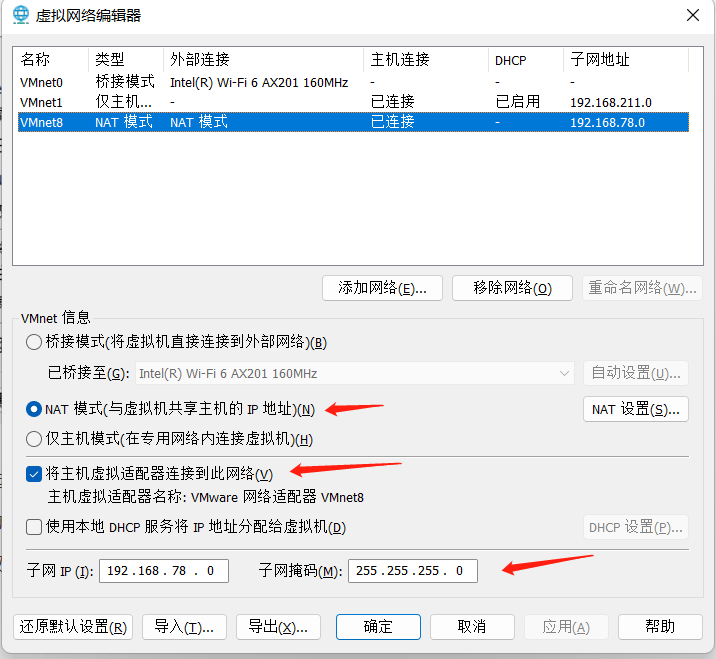 虚拟网络编辑器
名称 类型 外部连接 主机连接 DHCP 子网地址
VMnet0 桥接模式 Intel(R) Wi-Fi 6 AX201 160MHz - - -
VMnet1 仅主机... - 已连接 已启用 192.168.211.0
VMnet8 NAT 模式 NAT 模式 已连接 - 192.168.78.0
添加网络(E)... 移除网络(O) 重命名网络(W)...
VMnet 信息
桥接模式(将虚拟机直接连接到外部网络)(B)
已桥接至(G): Intel(R) Wi-Fi 6 AX201 160MHz 自动设置(U)...
NAT 模式(与虚拟机共享主机的 IP 地址)(N) NAT 设置(S)...
仅主机模式(在专用网络内连接虚拟机)(H)
将主机虚拟适配器连接到此网络(V)
主机虚拟适配器名称: VMware 网络适配器 VMnet8
使用本地 DHCP 服务将 IP 地址分配给虚拟机(D) DHCP 设置(P)...
子网 IP (I): 192 . 168 . 78 . 0 子网掩码(M): 255 . 255 . 255 . 0
还原默认设置(R) 导入(T)... 导出(X)... 确定 取消 应用(A) 帮助